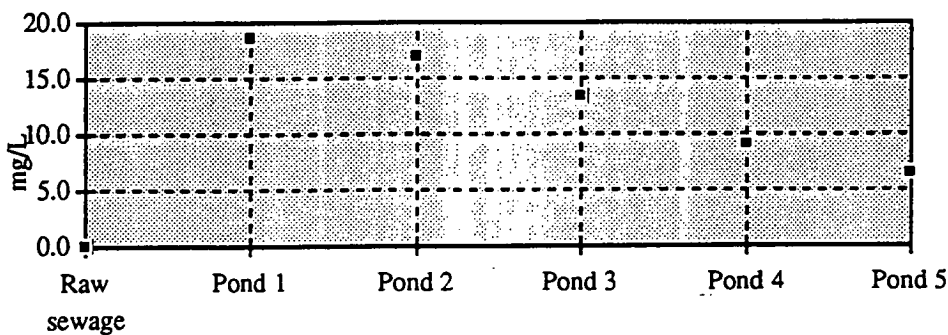 20.0
15.0
10.0
5.0
0.0
mg/L
Raw sewage
Pond 1
Pond 2
Pond 3
Pond 4
Pond 5